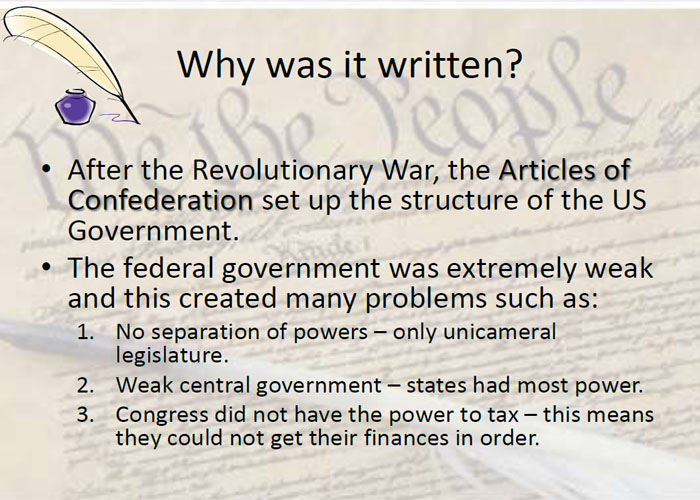 Why was it written?
We the People
• After the Revolutionary War, the Articles of
Confederation set up the structure of the US
Government.
• The federal government was extremely weak
and this created many problems such as:
1. No separation of powers – only unicameral
legislature.
2. Weak central government – states had most power.
3. Congress did not have the power to tax – this means
they could not get their finances in order.